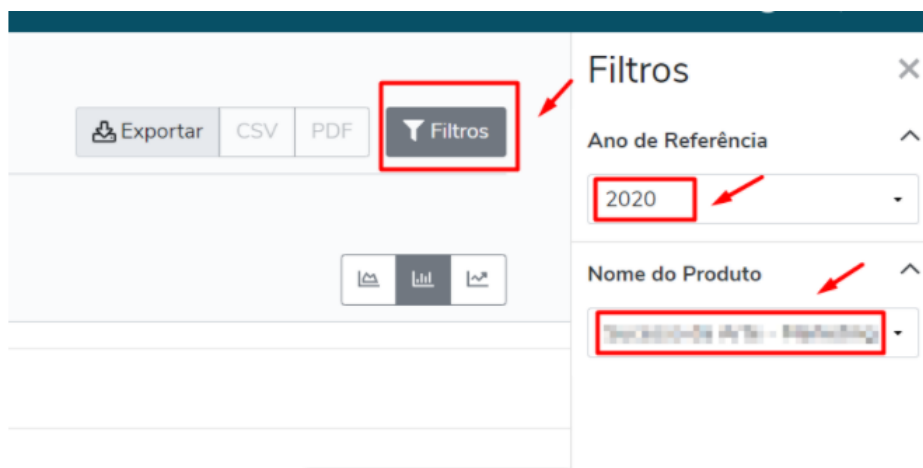 Filtros
Exportar CSV PDF Filtros
Ano de Referência
2020
Nome do Produto